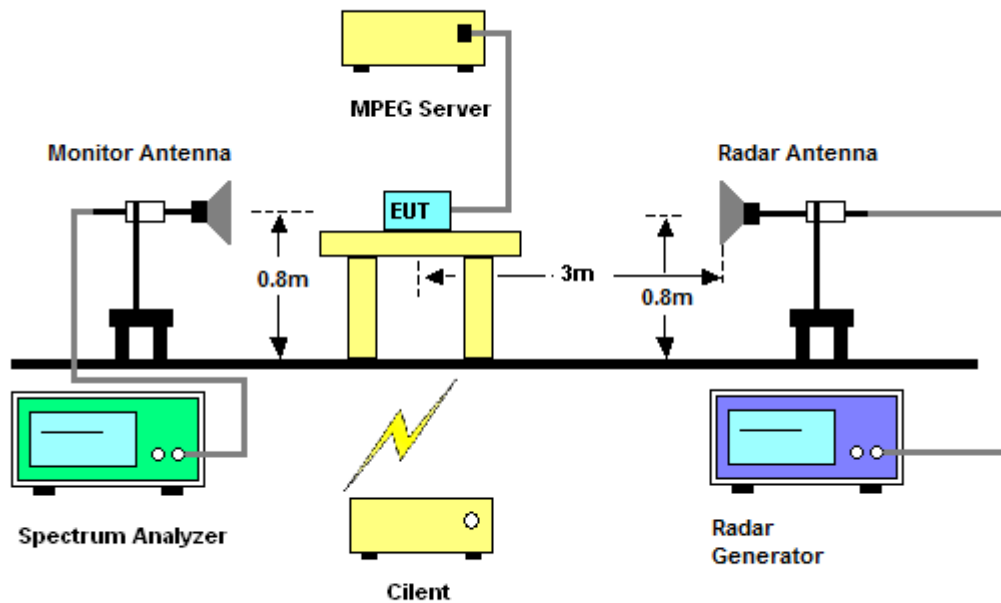 MPEG Server
Monitor Antenna
Radar Antenna
EUT
0.8m
3m
0.8m
Spectrum Analyzer
Radar
Generator
Cilent